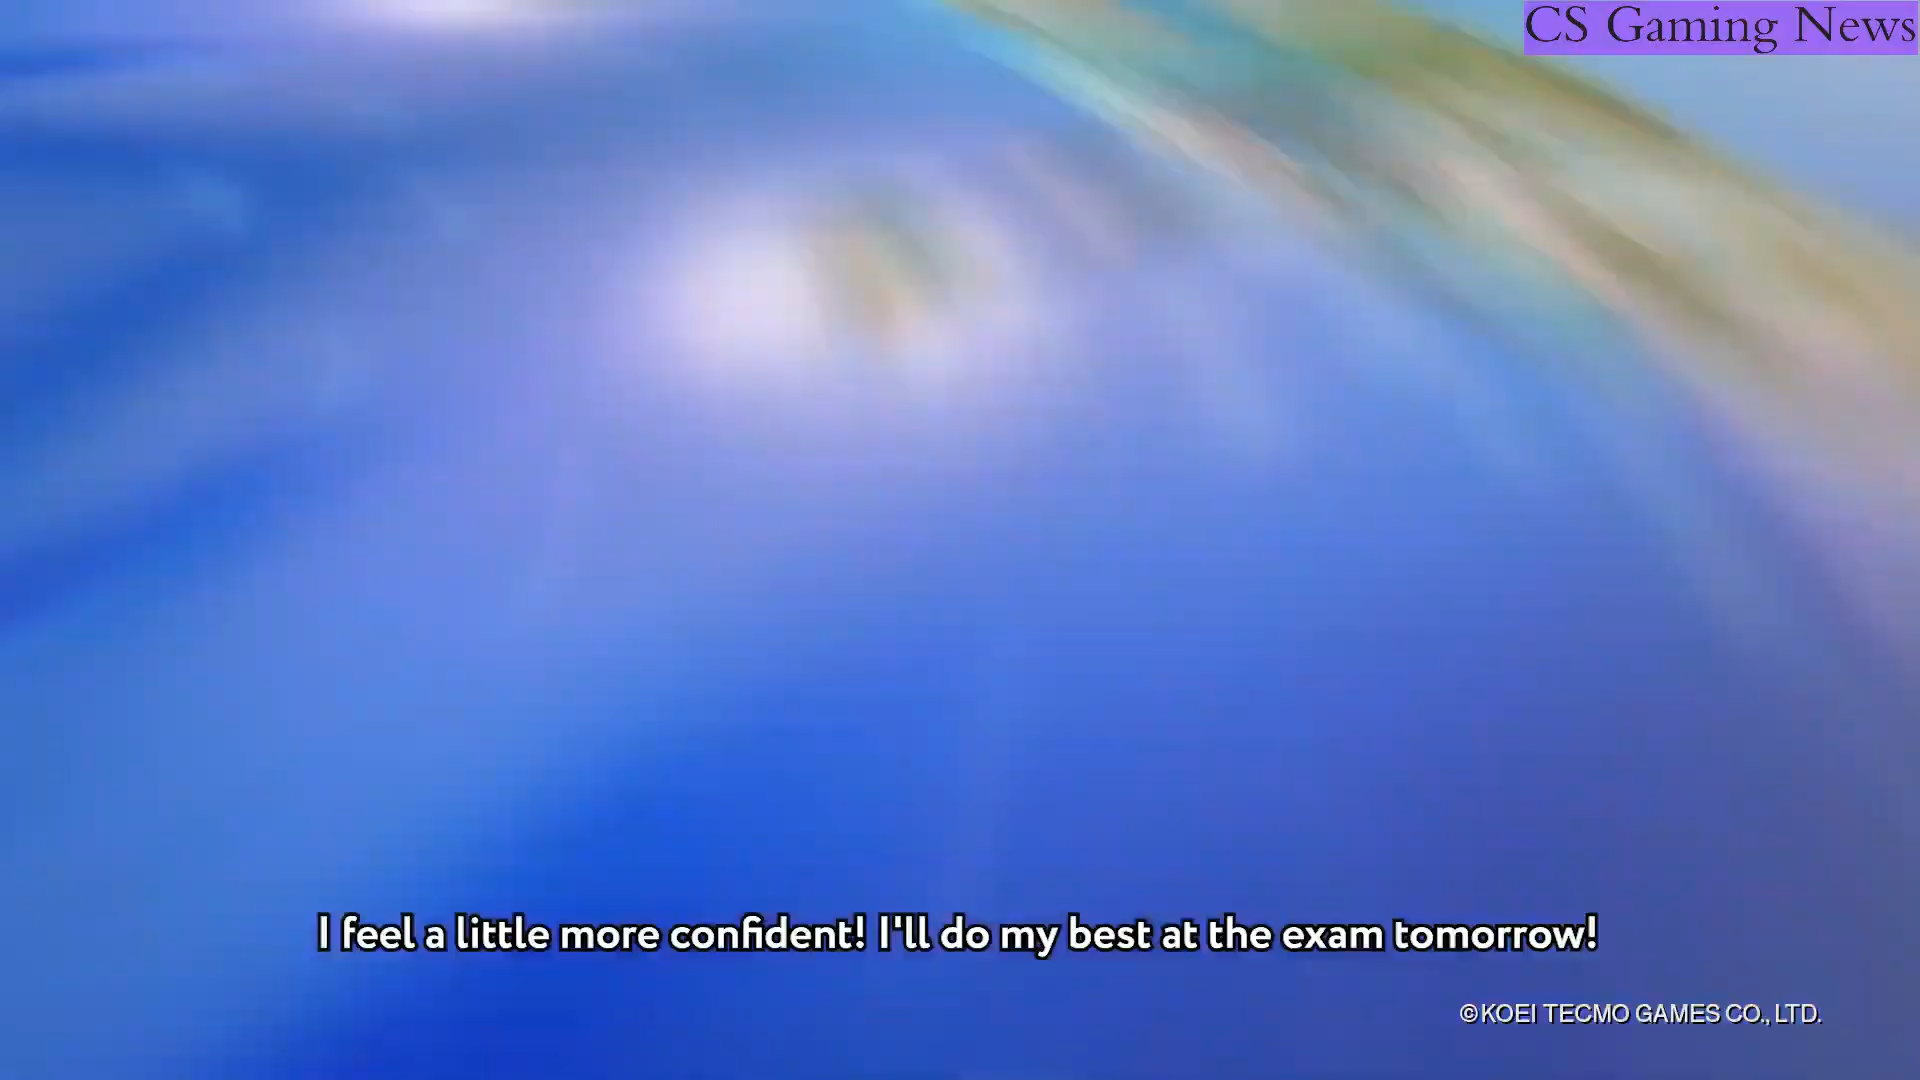 CS Gaming News
I feel a little more confident! I'll do my best at the exam tomorrow!
©KOEI TECMO GAMES CO., LTD.